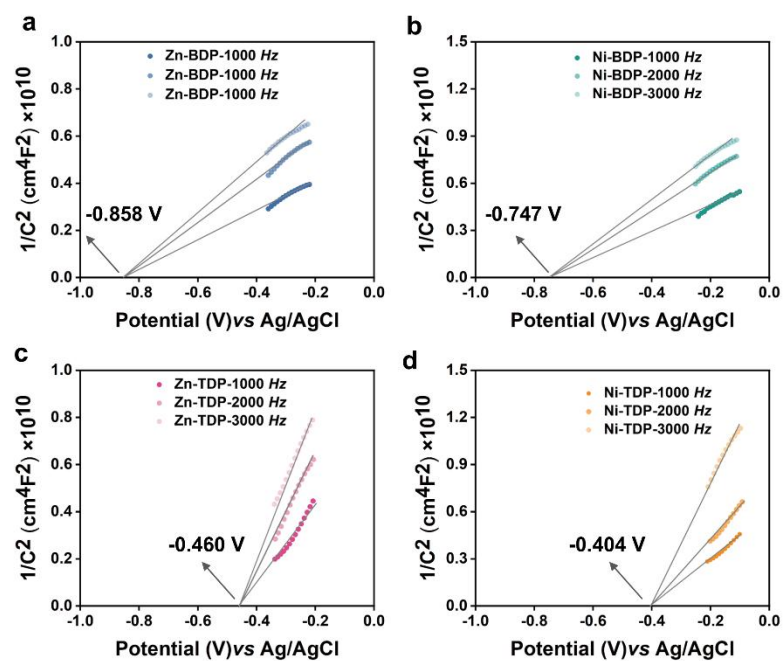 a
Zn-BDP-1000 Hz
Zn-BDP-1000 Hz
Zn-BDP-1000 Hz
-0.858 V
1/C² (cm⁴F²) ×10¹⁰
1.0
0.8
0.6
0.4
0.2
0.0
-1.0 -0.8 -0.6 -0.4 -0.2 0.0
Potential (V)vs Ag/AgCl
b
Ni-BDP-1000 Hz
Ni-BDP-2000 Hz
Ni-BDP-3000 Hz
-0.747 V
1/C² (cm⁴F²) ×10¹⁰
1.5
1.2
0.9
0.6
0.3
0.0
-1.0 -0.8 -0.6 -0.4 -0.2 0.0
Potential (V)vs Ag/AgCl
c
Zn-TDP-1000 Hz
Zn-TDP-2000 Hz
Zn-TDP-3000 Hz
-0.460 V
1/C² (cm⁴F²) ×10¹⁰
1.0
0.8
0.6
0.4
0.2
0.0
-1.0 -0.8 -0.6 -0.4 -0.2 0.0
Potential (V)vs Ag/AgCl
d
Ni-TDP-1000 Hz
Ni-TDP-2000 Hz
Ni-TDP-3000 Hz
-0.404 V
1/C² (cm⁴F²) ×10¹⁰
1.5
1.2
0.9
0.6
0.3
0.0
-1.0 -0.8 -0.6 -0.4 -0.2 0.0
Potential (V)vs Ag/AgCl